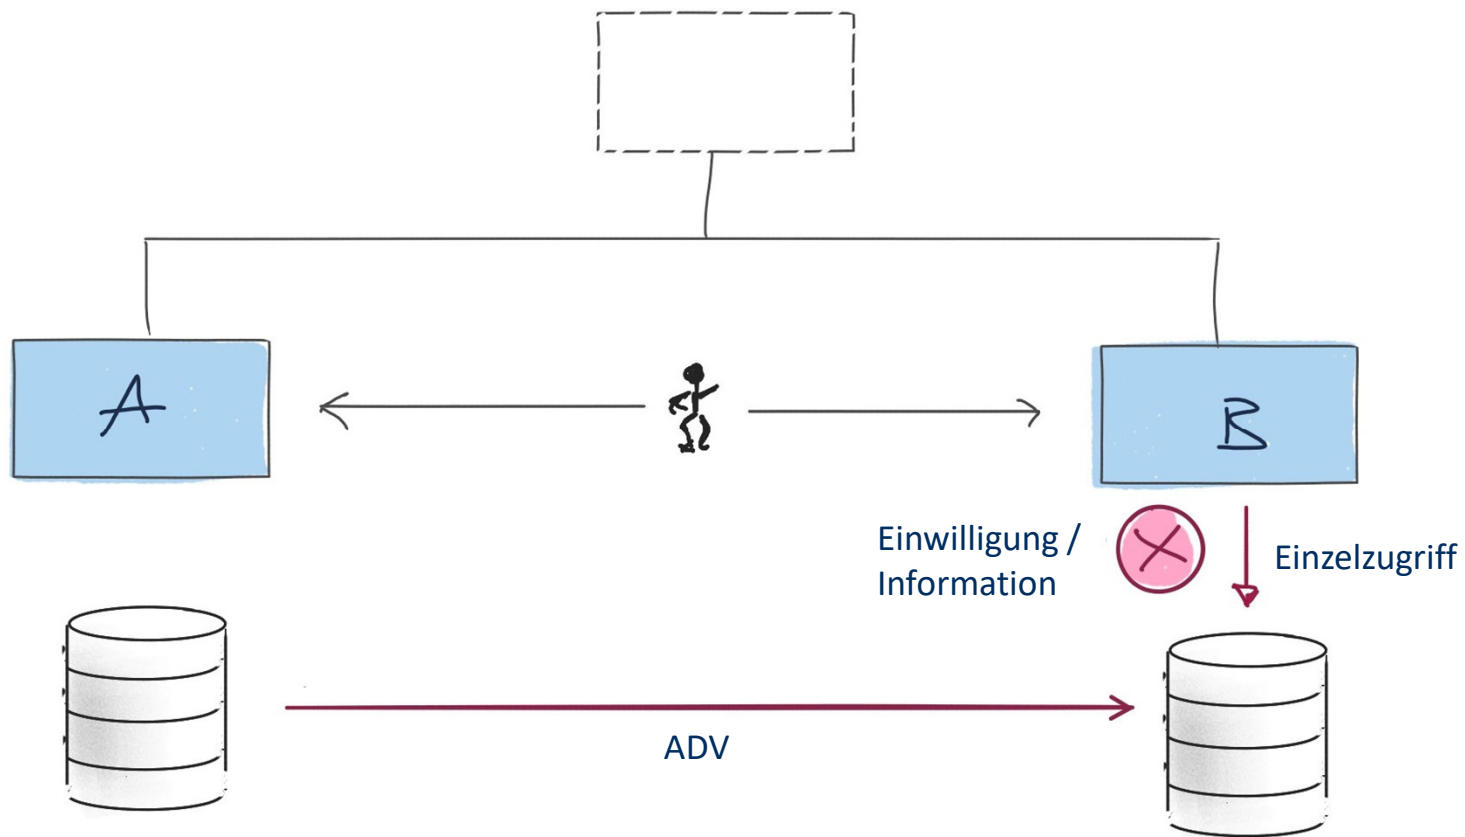 A
B
Einwilligung /
Information
Einzelzugriff
ADV